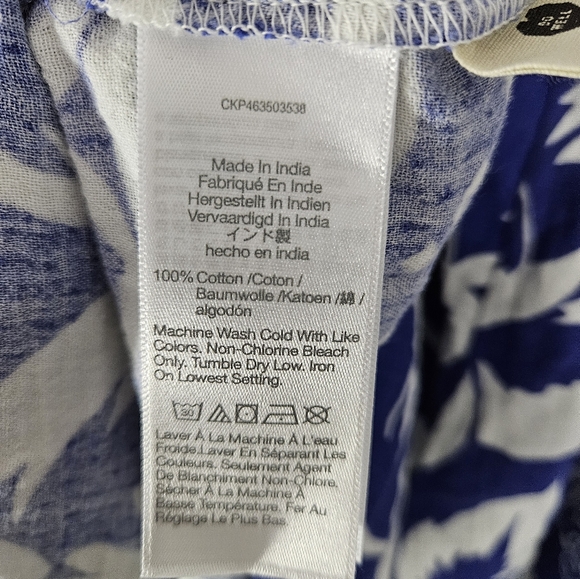 DO
WELL
CKP463503538
Made In India
Fabriqué En Inde
Hergestellt In Indien
Vervaardigd In India
インド製
hecho en india
100% Cotton /Coton /
Baumwolle /Katoen /綿 /
algodón
Machine Wash Cold With Like
Colors. Non-Chlorine Bleach
Only. Tumble Dry Low. Iron
On Lowest Setting.
30
Laver À La Machine À L'eau
Froide.Laver En Séparant Les
Couleurs. Seulement Agent
De Blanchiment Non-Chlore.
Sécher À La Machine À
Basse Température. Fer Au
Réglage Le Plus Bas.